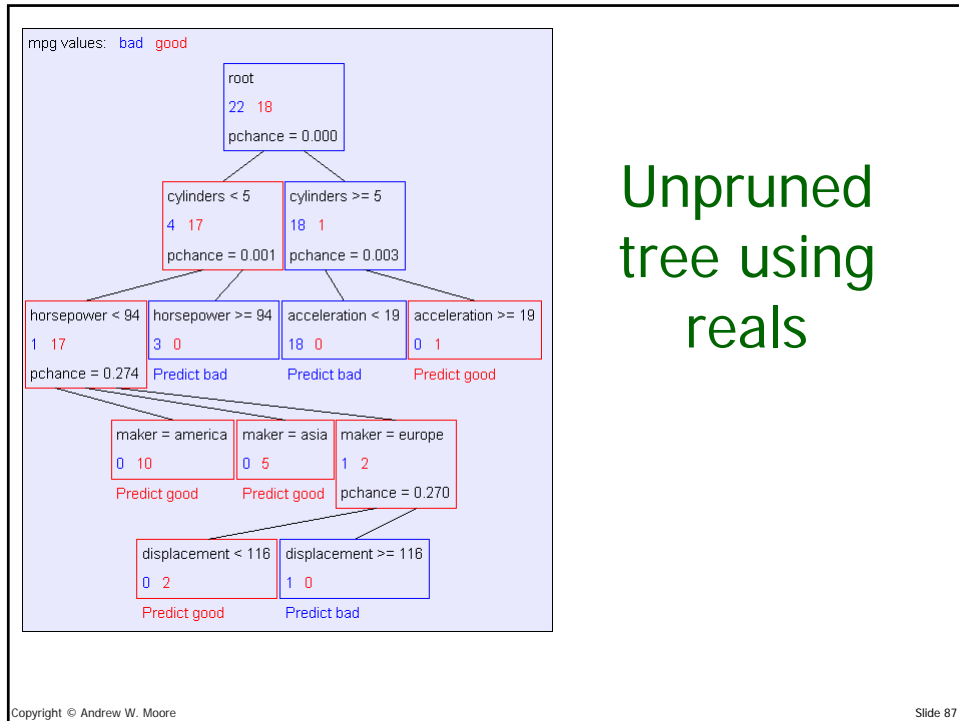 mpg values: bad good
root
22 18
pchance = 0.000
cylinders < 5
4 17
pchance = 0.001
cylinders >= 5
18 1
pchance = 0.003
horsepower < 94
1 17
pchance = 0.274
horsepower >= 94
3 0
Predict bad
acceleration < 19
18 0
Predict bad
acceleration >= 19
0 1
Predict good
maker = america
0 10
Predict good
maker = asia
0 5
Predict good
maker = europe
1 2
pchance = 0.270
displacement < 116
0 2
Predict good
displacement >= 116
1 0
Predict bad
Unpruned
tree using
reals
Copyright © Andrew W. Moore
Slide 87